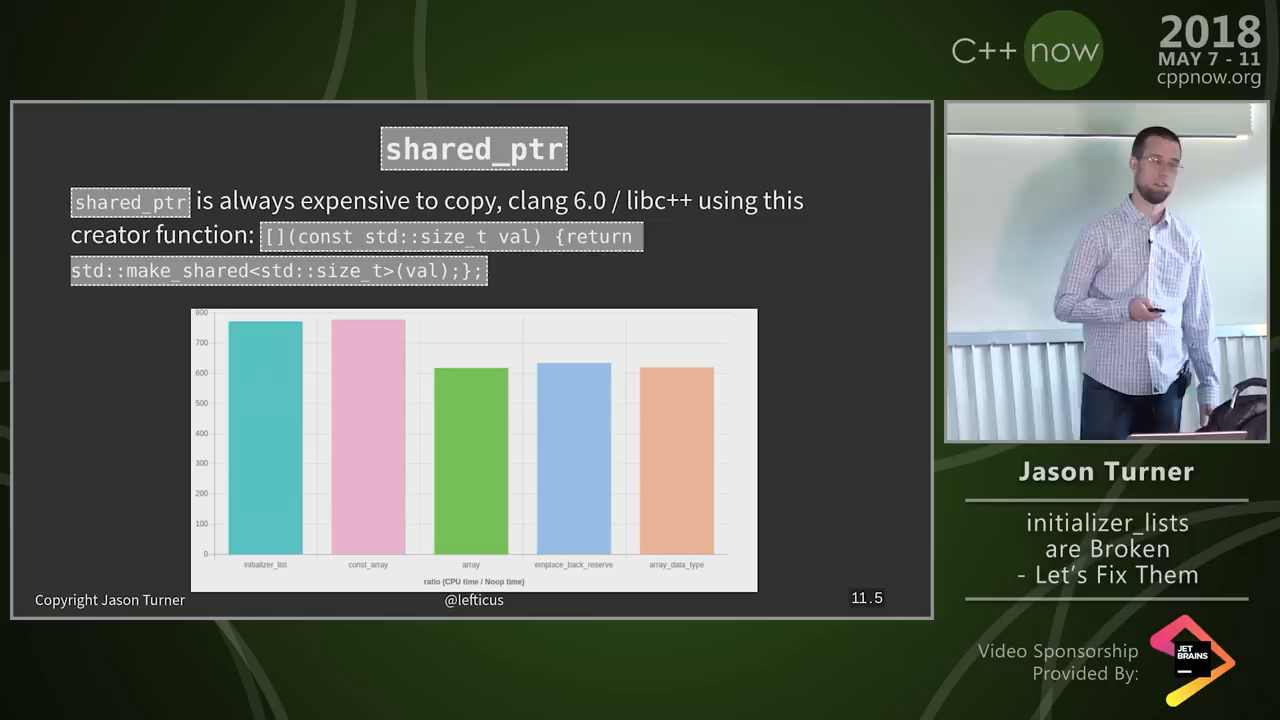 C++ now
2018
MAY 7 - 11
cppnow.org
shared_ptr
shared_ptr is always expensive to copy, clang 6.0 / libc++ using this
creator function: [](const std::size_t val) {return
std::make_shared<std::size_t>(val);};
800
700
600
500
400
300
200
100
0
initializer_list const_array array emplace_back_reserve array_data_type
ratio (CPU time / Noop time)
Copyright Jason Turner @lefticus 11.5
Jason Turner
initializer_lists
are Broken
- Let's Fix Them
Video Sponsorship
Provided By:
JET
BRAINS